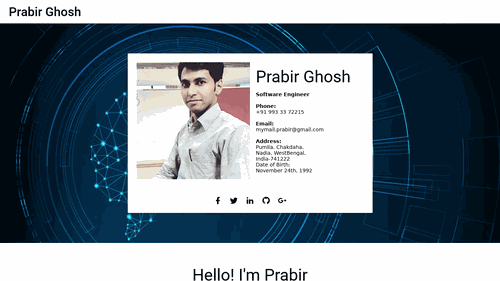 Prabir Ghosh
Prabir Ghosh
Software Engineer
Phone:
+91 993 33 72215
Email:
mymail.prabir@gmail.com
Address:
Pumlia, Chakdaha,
Nadia, WestBengal,
India-741222
Date of Birth:
November 24th, 1992
Hello! I'm Prabir